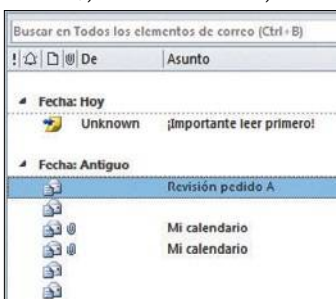 Buscar en Todos los elementos de correo (Ctrl+B)
! De Asunto
Fecha: Hoy
Unknown ¡Importante leer primero!
Fecha: Antiguo
Revisión pedido A
Mi calendario
Mi calendario